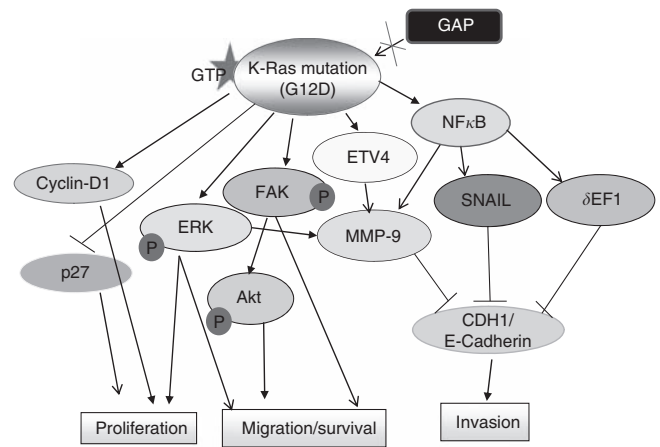 GAP
GTP
K-Ras mutation
(G12D)
NFκB
ETV4
Cyclin-D1
FAK
P
SNAIL
δEF1
ERK
P
MMP-9
p27
Akt
P
CDH1/
E-Cadherin
Proliferation
Migration/survival
Invasion